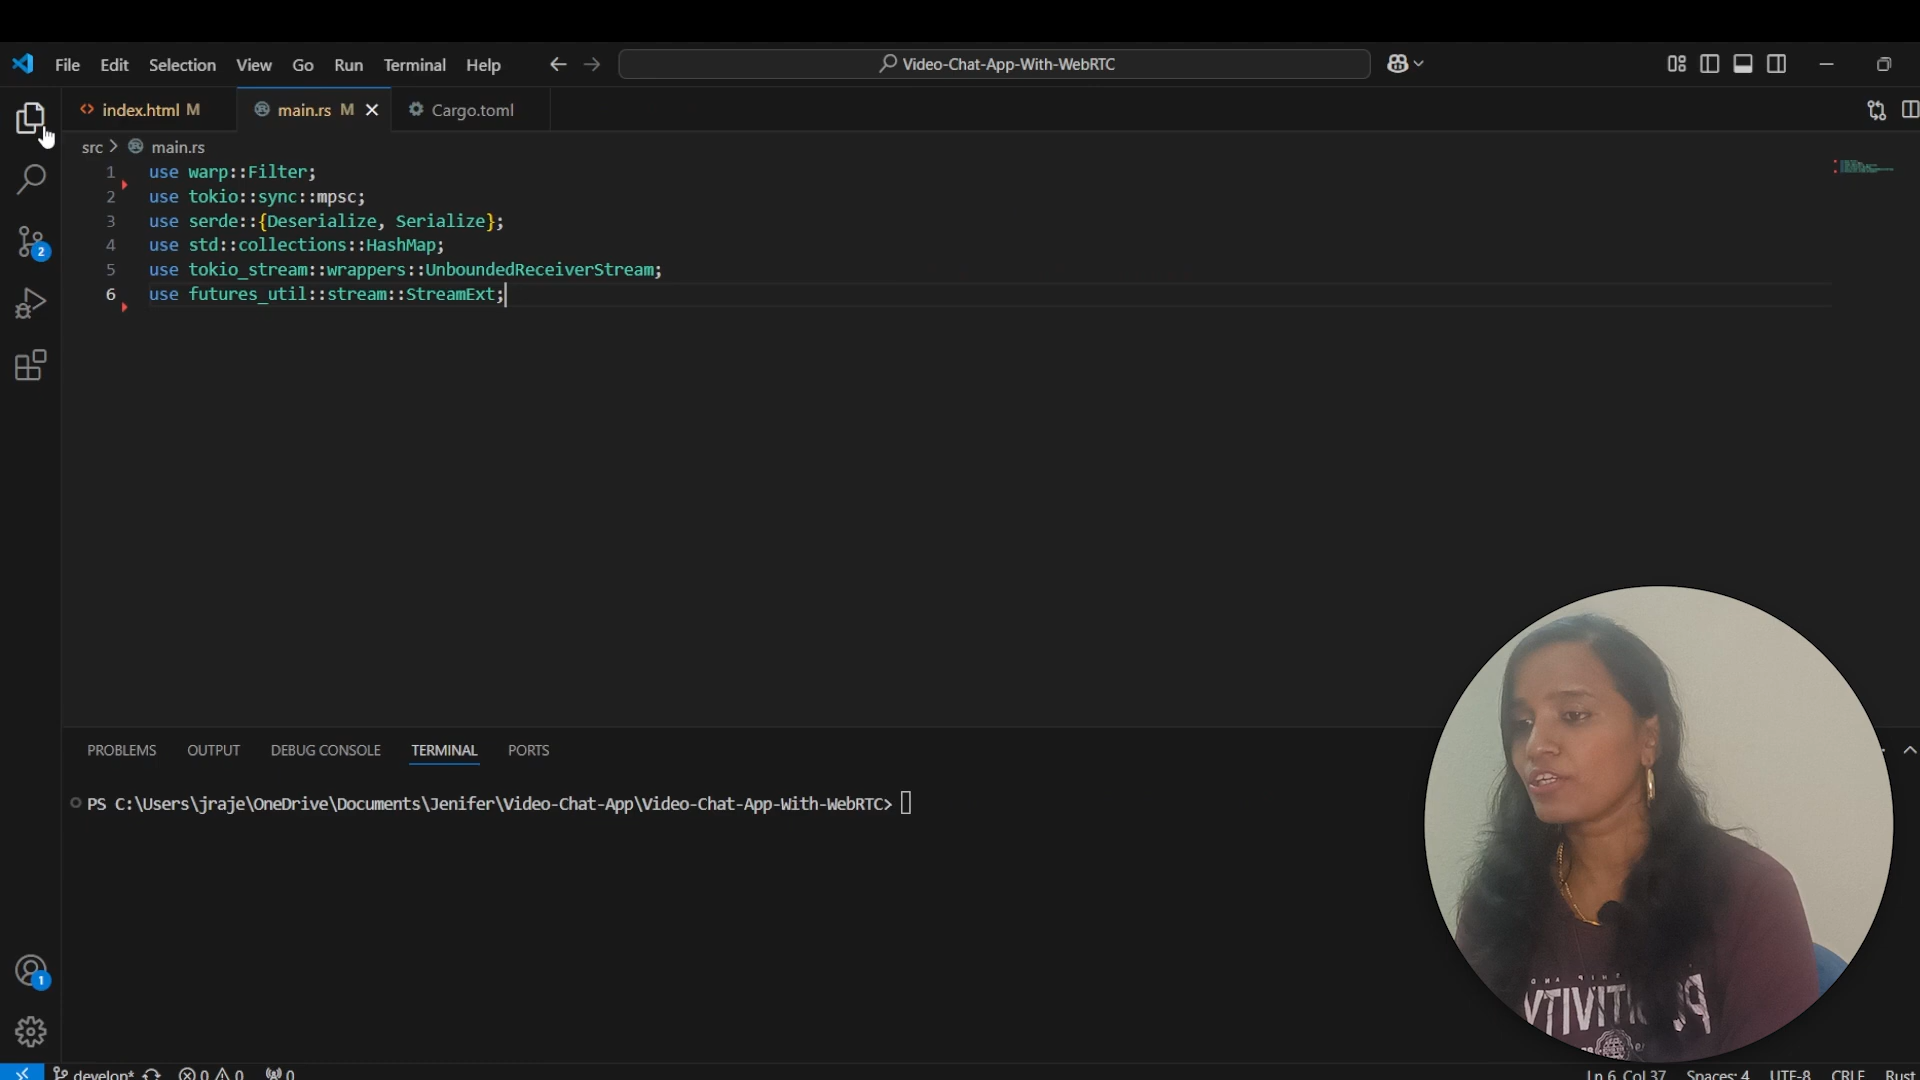 File Edit Selection View Go Run Terminal Help
Video-Chat-App-With-WebRTC
index.html M
main.rs M
Cargo.toml
src > main.rs
1 use warp::Filter;
2 use tokio::sync::mpsc;
3 use serde::{Deserialize, Serialize};
4 use std::collections::HashMap;
5 use tokio_stream::wrappers::UnboundedReceiverStream;
6 use futures_util::stream::StreamExt;
2
PROBLEMS OUTPUT DEBUG CONSOLE TERMINAL PORTS
PS C:\Users\jraje\OneDrive\Documents\Jenifer\Video-Chat-App\Video-Chat-App-With-WebRTC>
1
develop* 0 0 0
Ln 6, Col 37 Spaces: 4 UTF-8 CRLF Rust